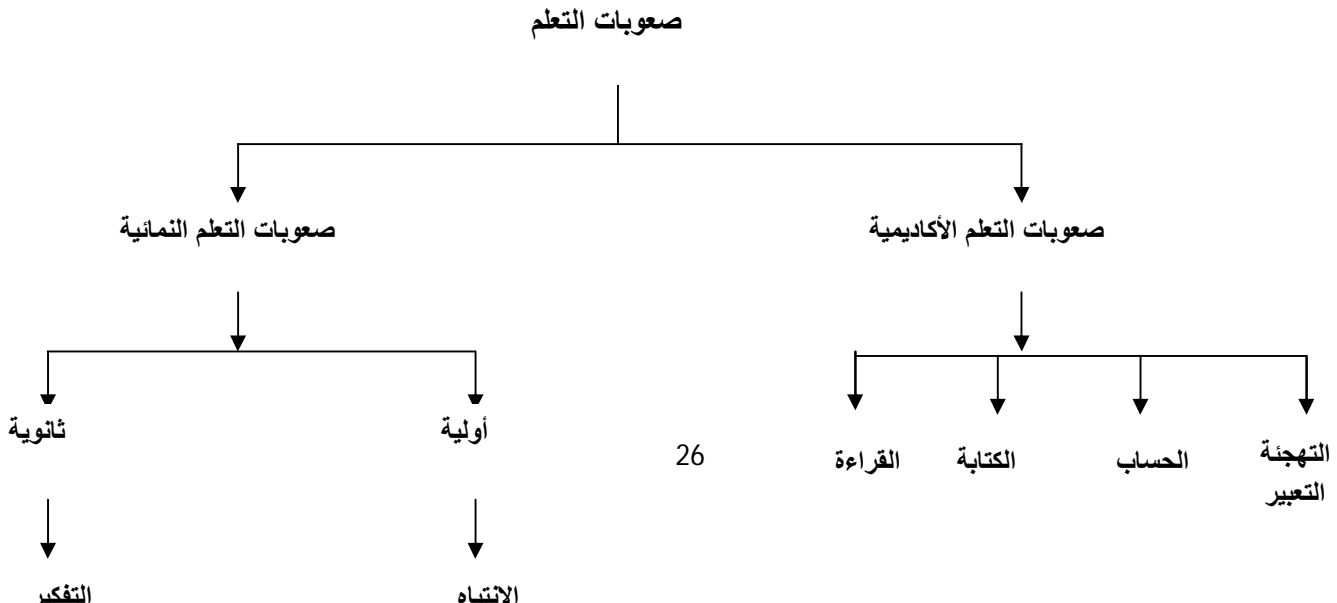 صعوبات التعلم
صعوبات التعلم الأكاديمية
صعوبات التعلم النمائية
التهجئة
التعبير
الحساب
الكتابة
القراءة
26
أولية
ثانوية
الانتباه
التفكير